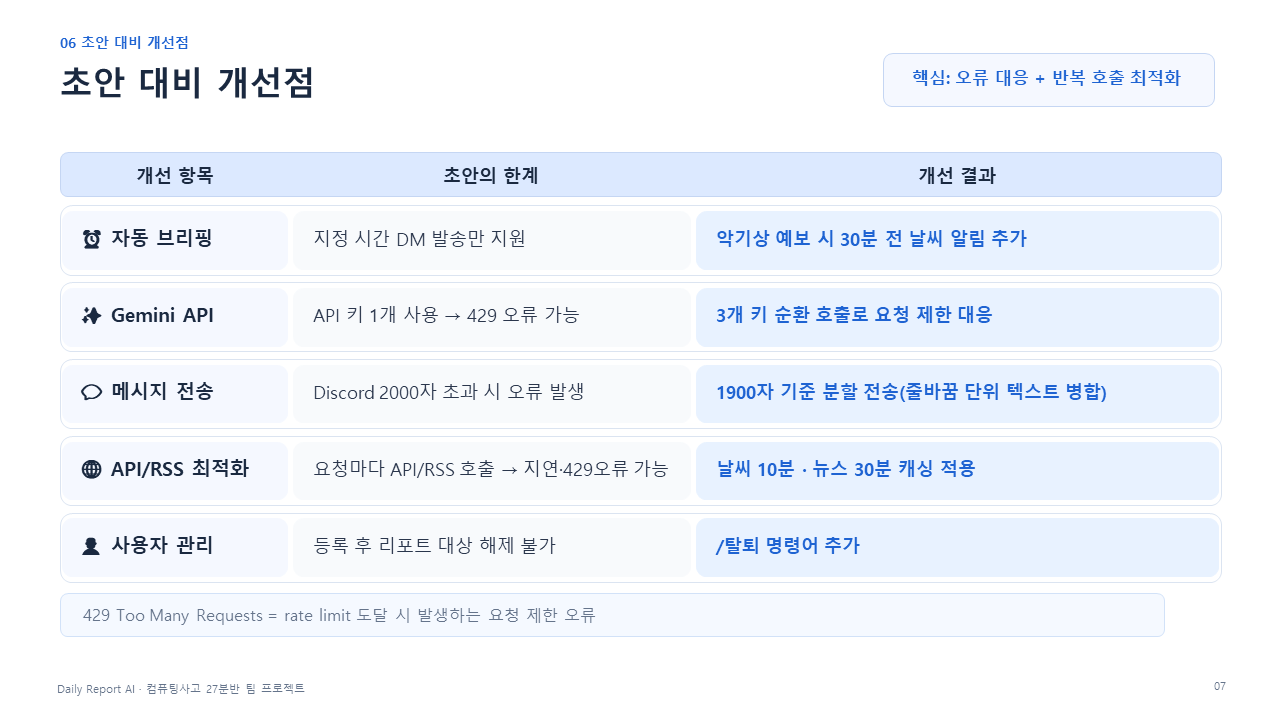 06 초안 대비 개선점
초안 대비 개선점
핵심: 오류 대응 + 반복 호출 최적화
개선 항목 초안의 한계 개선 결과
자동 브리핑 지정 시간 DM 발송만 지원 악기상 예보 시 30분 전 날씨 알림 추가
Gemini API API 키 1개 사용 → 429 오류 가능 3개 키 순환 호출로 요청 제한 대응
메시지 전송 Discord 2000자 초과 시 오류 발생 1900자 기준 분할 전송(줄바꿈 단위 텍스트 병합)
API/RSS 최적화 요청마다 API/RSS 호출 → 지연·429오류 가능 날씨 10분 · 뉴스 30분 캐싱 적용
사용자 관리 등록 후 리포트 대상 해제 불가 /탈퇴 명령어 추가
429 Too Many Requests = rate limit 도달 시 발생하는 요청 제한 오류
Daily Report AI · 컴퓨팅사고 27분반 팀 프로젝트 07